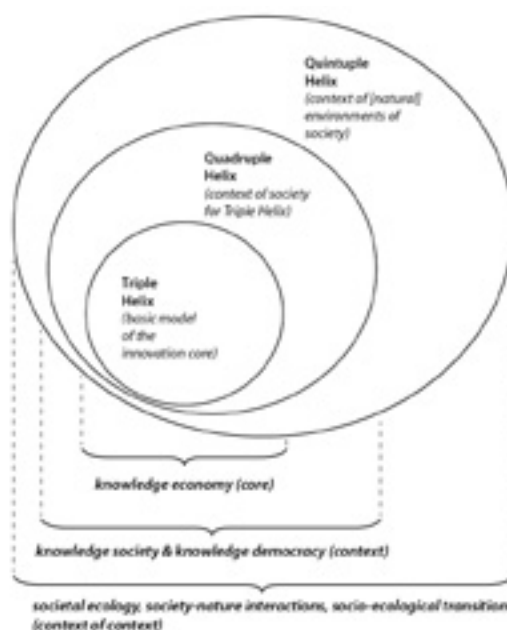 Quintuple
Helix
(context of [natural]
environments of
society)
Quadruple
Helix
(context of society
for Triple Helix)
Triple
Helix
(basic model
of the
innovation core)
knowledge economy (core)
knowledge society & knowledge democracy (context)
societal ecology, society-nature interactions, socio-ecological transition
(context of context)